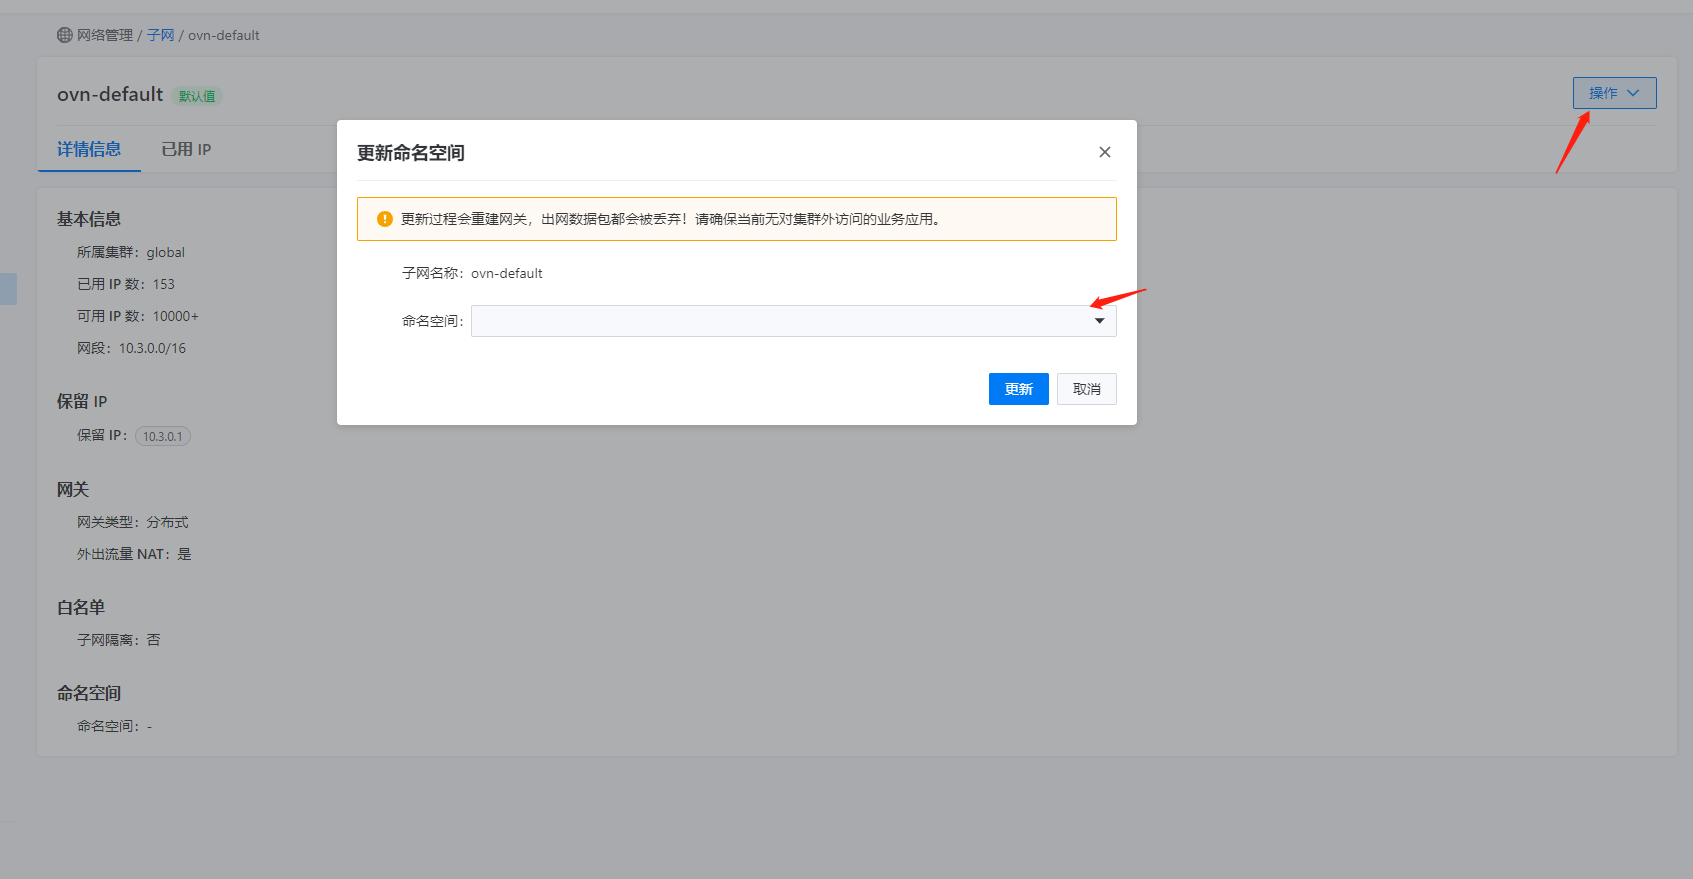 网络管理 / 子网 / ovn-default
ovn-default 默认值
操作
详情信息 已用 IP
更新命名空间
更新过程会重建网关，出网数据包都会被丢弃！请确保当前无对集群外访问的业务应用。
子网名称：ovn-default
命名空间：
更新 取消
基本信息
所属集群：global
已用 IP 数：153
可用 IP 数：10000+
网段：10.3.0.0/16
保留 IP
保留 IP：10.3.0.1
网关
网关类型：分布式
外出流量 NAT：是
白名单
子网隔离：否
命名空间
命名空间：-